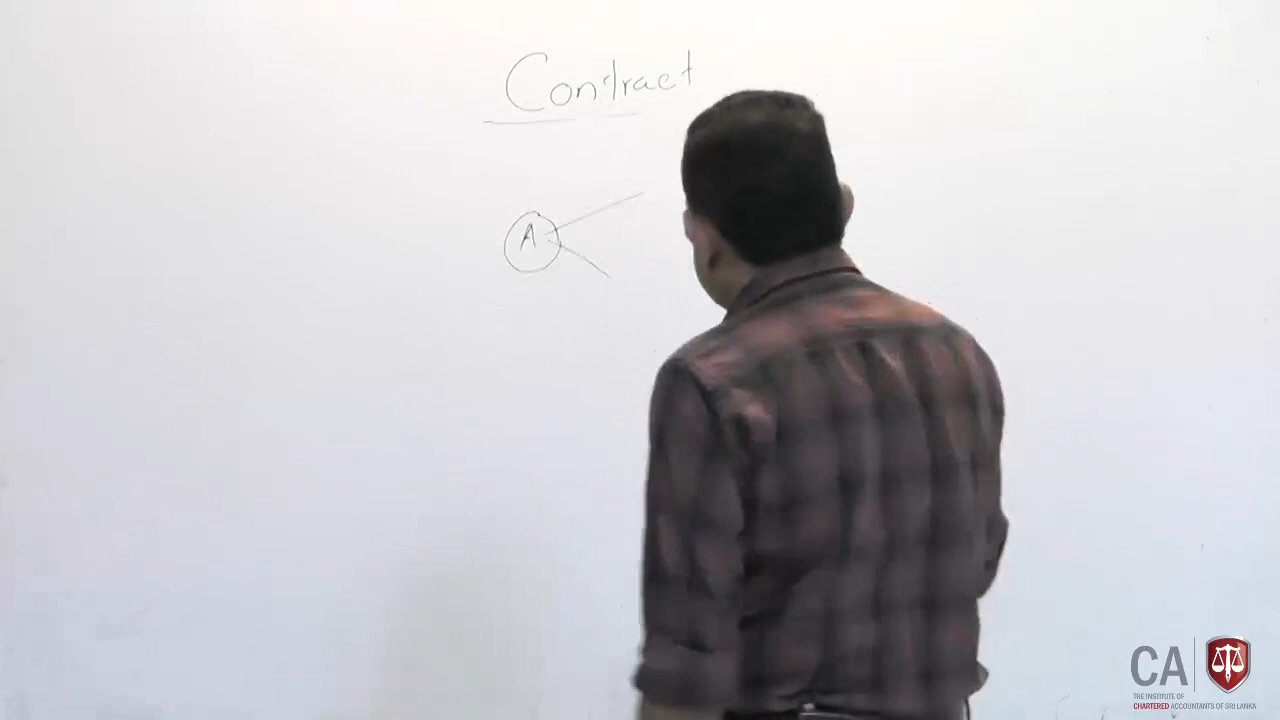 Contract
A
CA
THE INSTITUTE OF
CHARTERED ACCOUNTANTS OF SRI LANKA